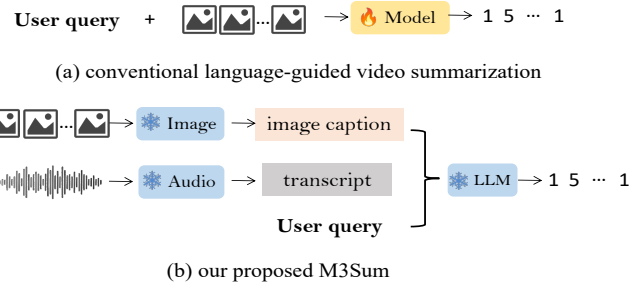 User query + ... Model 1 5 ... 1
(a) conventional language-guided video summarization
... Image image caption
Audio transcript LLM 1 5 ... 1
User query
(b) our proposed M3Sum